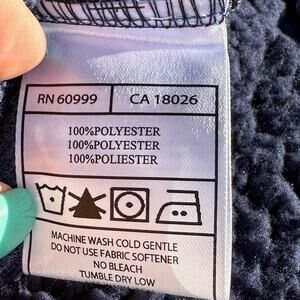 RN 60999 CA 18026
100%POLYESTER
100%POLYESTER
100%POLIESTER
MACHINE WASH COLD GENTLE
DO NOT USE FABRIC SOFTENER
NO BLEACH
TUMBLE DRY LOW